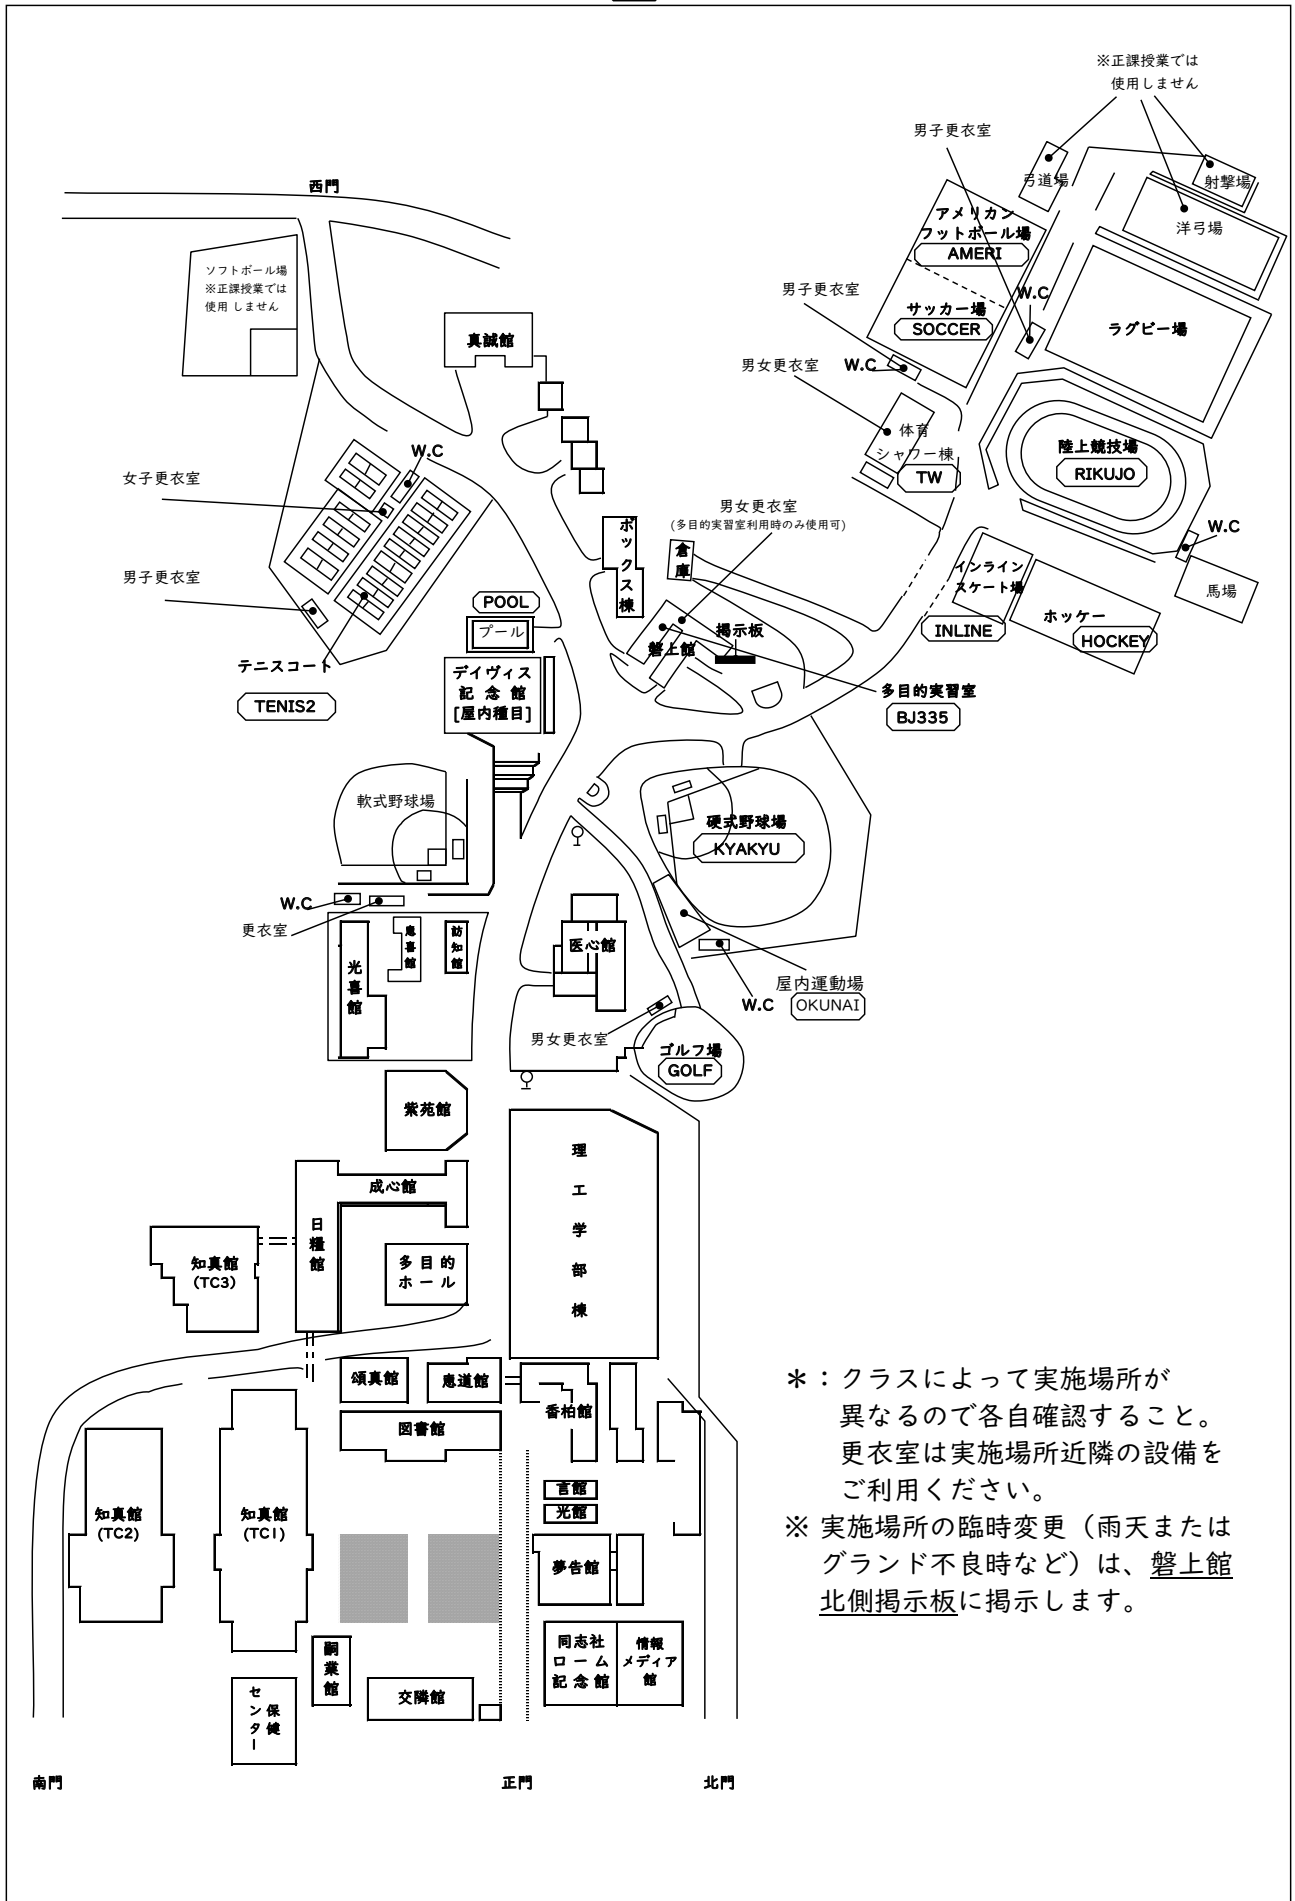 ※正課授業では
使用しません
男子更衣室
弓道場
射撃場
西門
アメリカン
フットボール場
AMERI
洋弓場
ソフトボール場
※正課授業では
使用 しません
男子更衣室
W.C
サッカー場
SOCCER
ラグビー場
真誠館
男女更衣室
W.C
体育
シャワー棟
TW
陸上競技場
RIKUJO
W.C
女子更衣室
男女更衣室
(多目的実習室利用時のみ使用可)
W.C
ボックス棟
倉庫
男子更衣室
インライン
スケート場
INLINE
馬場
ホッケー
HOCKEY
POOL
プール
掲示板
磐上館
テニスコート
TENIS2
デイヴィス
記 念 館
[屋内種目]
多目的実習室
BJ335
軟式野球場
硬式野球場
KYAKYU
W.C
更衣室
恵喜館
訪知館
医心館
光喜館
屋内運動場
W.C
OKUNAI
男女更衣室
ゴルフ場
GOLF
紫苑館
理工学部棟
成心館
日糧館
知真館
(TC3)
多 目 的
ホ ー ル
頌真館
恵道館
香柏館
図書館
言館
光館
知真館
(TC2)
知真館
(TC1)
夢告館
嗣業館
同志社
ロ ー ム
記 念 館
情報
メディア
館
保健
センター
交隣館
南門
正門
北門
＊：クラスによって実施場所が
異なるので各自確認すること。
更衣室は実施場所近隣の設備を
ご利用ください。
※ 実施場所の臨時変更（雨天または
グランド不良時など）は、磐上館
北側掲示板に掲示します。